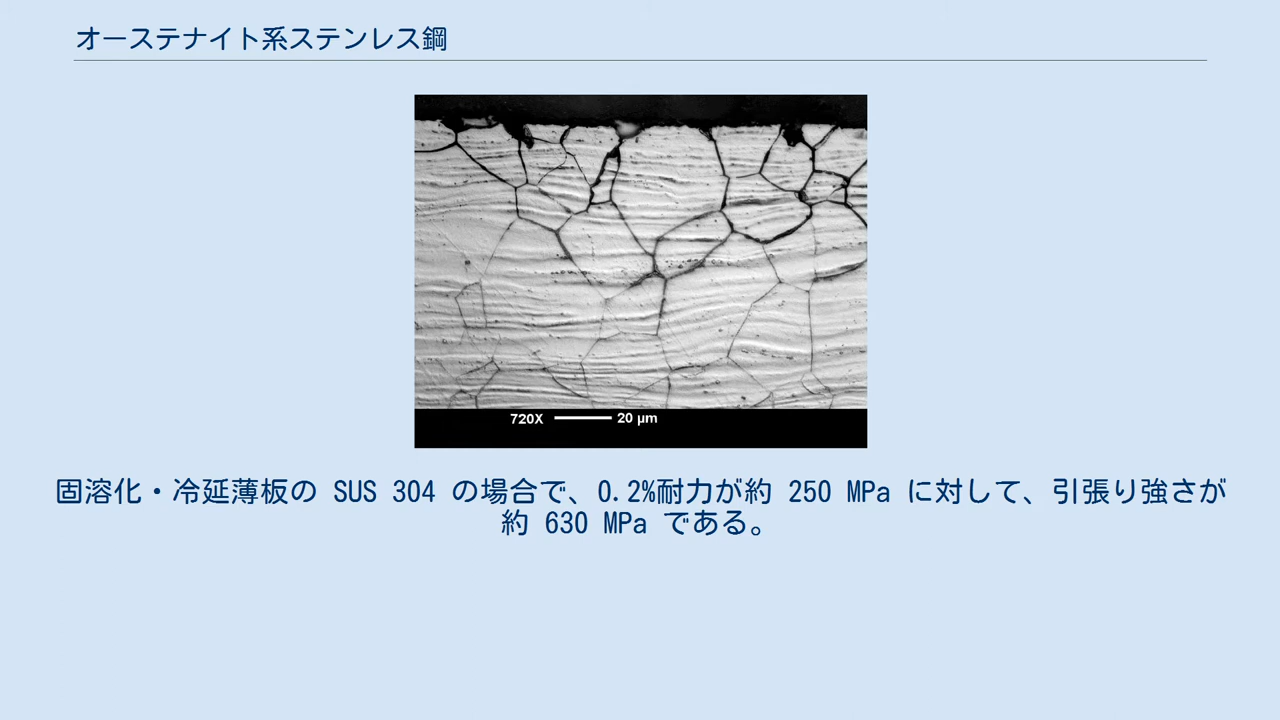 オーステナイト系ステンレス鋼
720X 20 µm
固溶化・冷延薄板の SUS 304 の場合で、0.2%耐力が約 250 MPa に対して、引張り強さが
約 630 MPa である。